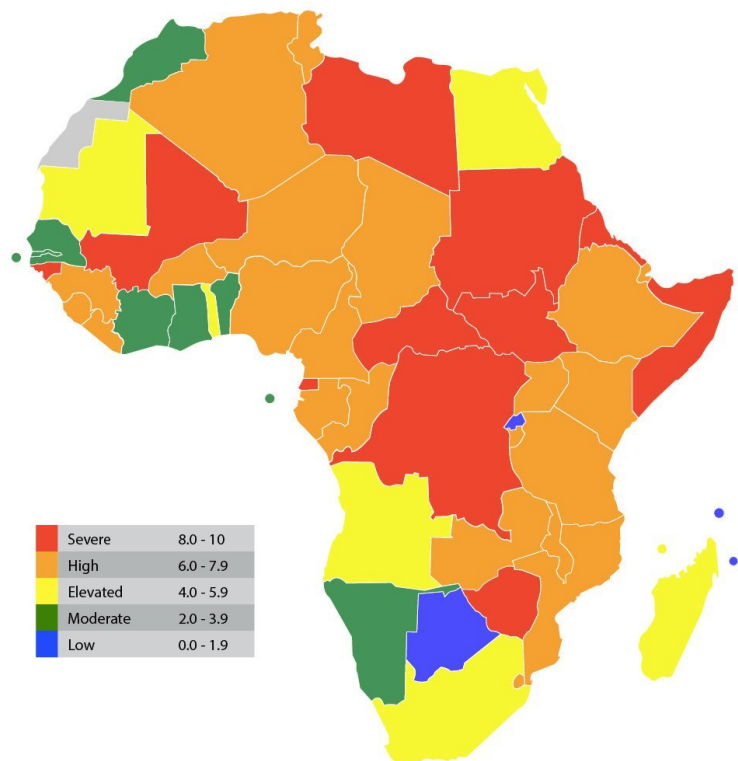 Severe 8.0 - 10
High 6.0 - 7.9
Elevated 4.0 - 5.9
Moderate 2.0 - 3.9
Low 0.0 - 1.9